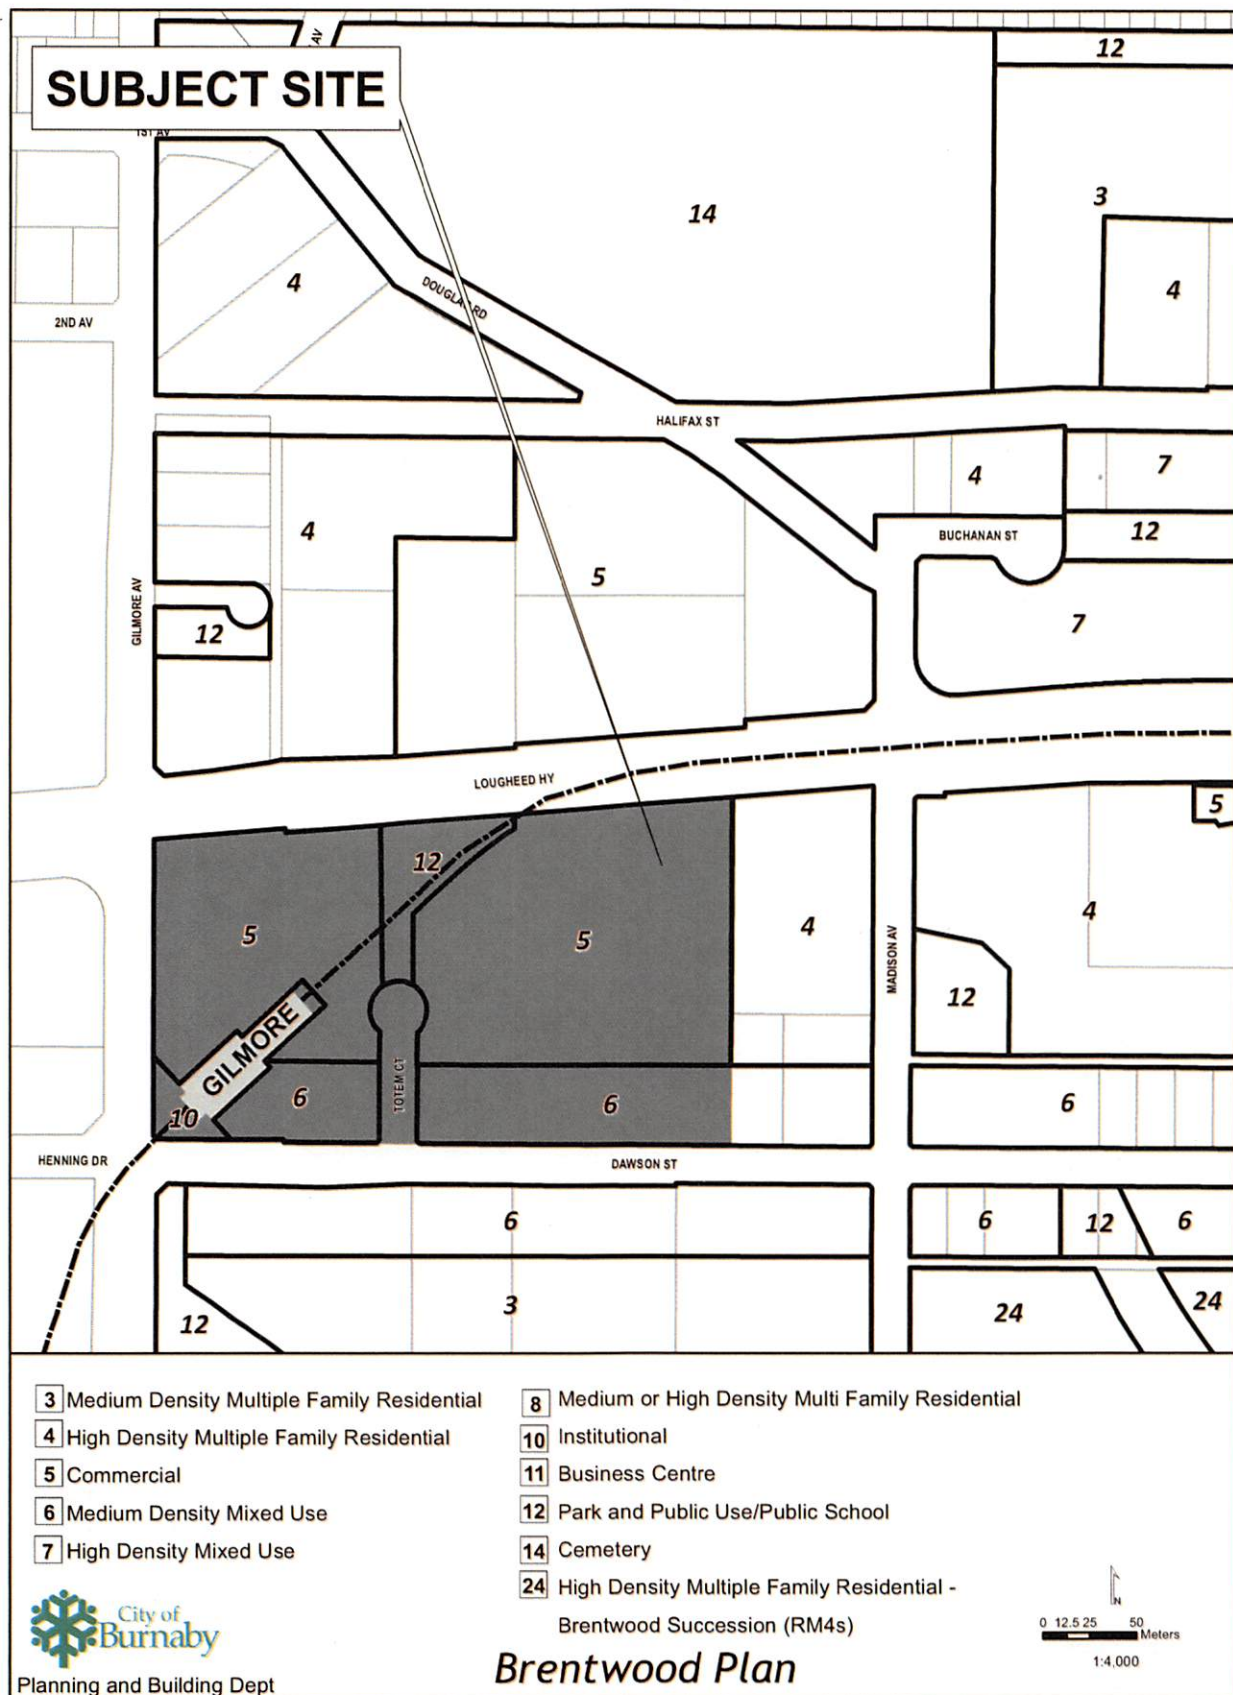 AV
12
SUBJECT SITE
1ST AV
14
3
4
4
DOUGLAS RD
2ND AV
HALIFAX ST
4
7
4
BUCHANAN ST
12
5
GILMORE AV
12
7
LOUGHEED HY
5
12
5
5
4
4
MADISON AV
12
GILMORE
TOTEM CT
6
6
6
10
HENNING DR
DAWSON ST
6
6
12
6
3
12
24
24
3 Medium Density Multiple Family Residential
4 High Density Multiple Family Residential
5 Commercial
6 Medium Density Mixed Use
7 High Density Mixed Use
8 Medium or High Density Multi Family Residential
10 Institutional
11 Business Centre
12 Park and Public Use/Public School
14 Cemetery
24 High Density Multiple Family Residential -
Brentwood Succession (RM4s)
N
0 12.5 25 50
Meters
1:4,000
City of
Burnaby
Planning and Building Dept
Brentwood Plan